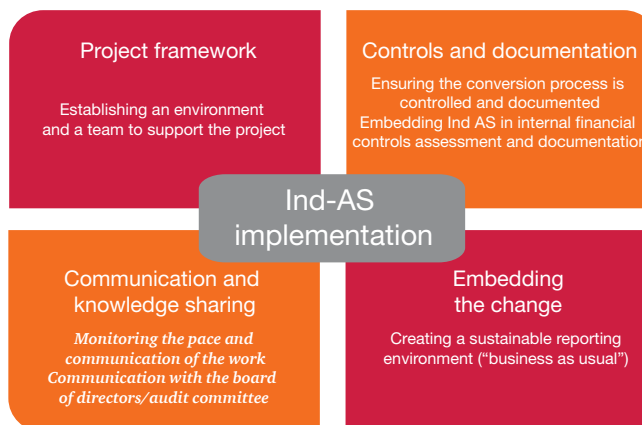 Project framework
Establishing an environment
and a team to support the project
Controls and documentation
Ensuring the conversion process is
controlled and documented
Embedding Ind AS in internal financial
controls assessment and documentation
Ind-AS
implementation
Communication and
knowledge sharing
Monitoring the pace and
communication of the work
Communication with the board
of directors/audit committee
Embedding
the change
Creating a sustainable reporting
environment (“business as usual”)